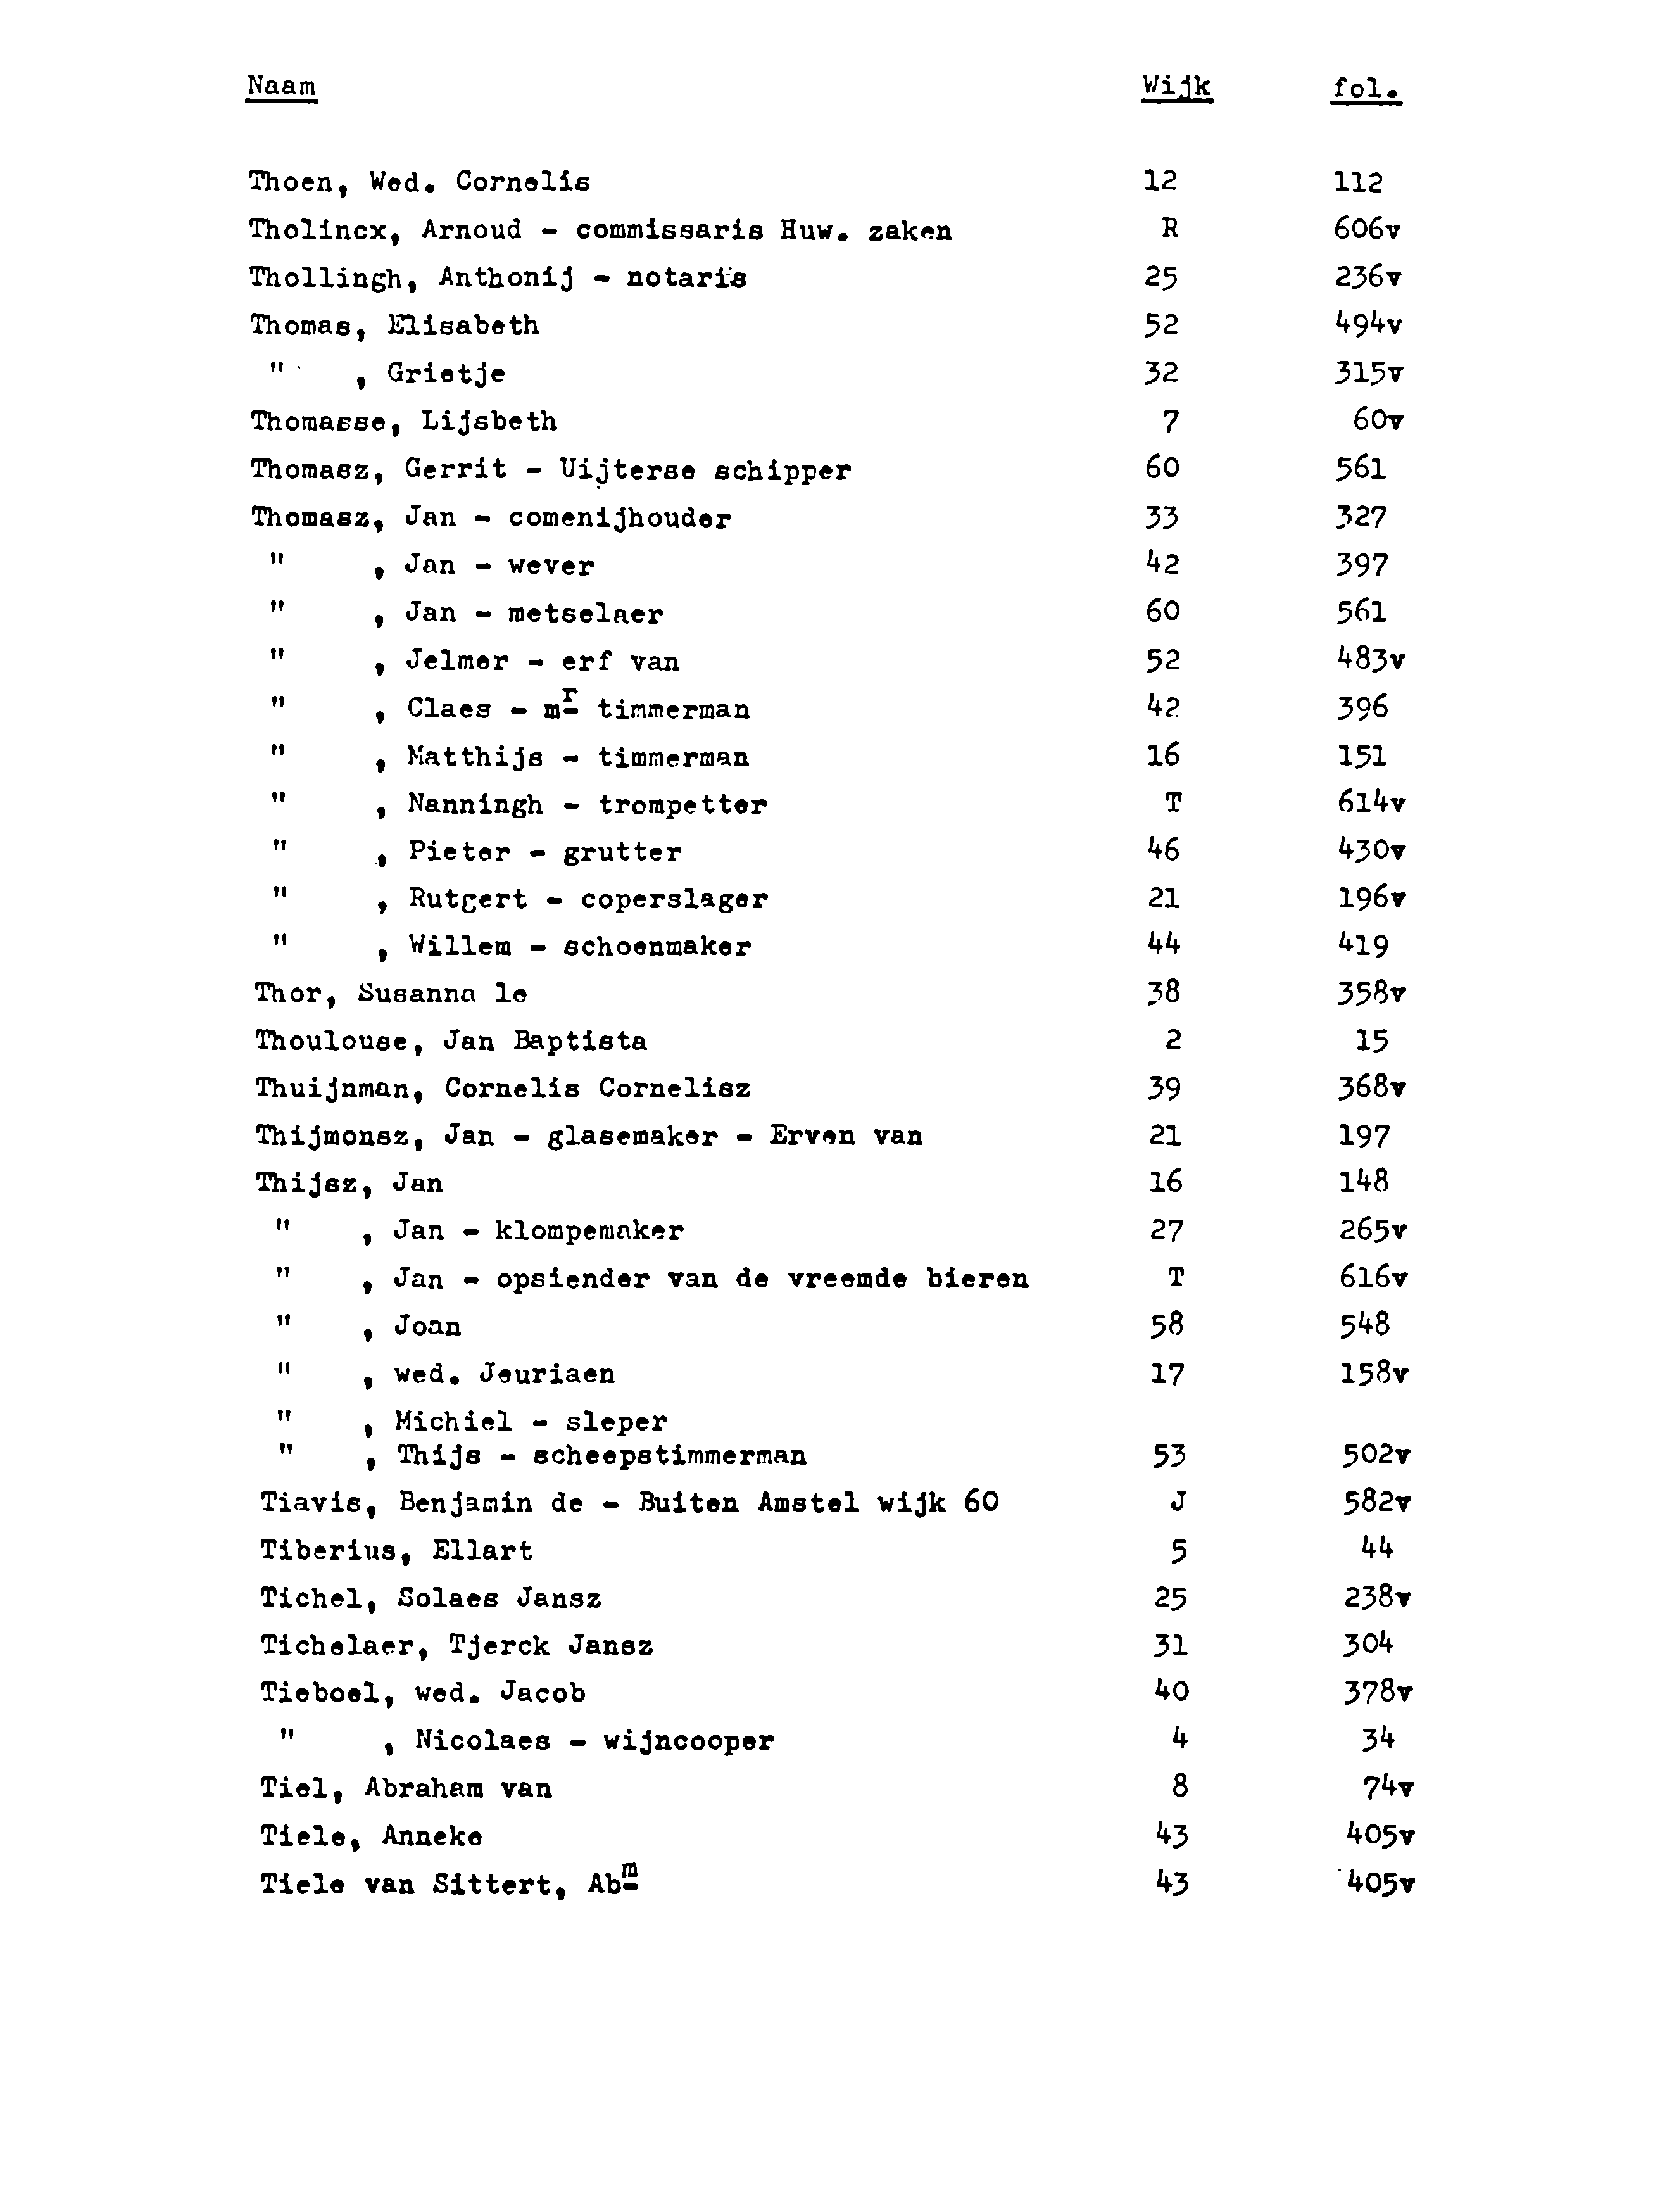 Naam Wijk fol.
Thoen, Wed. Cornelis 12 112
Tholincx, Arnoud - commissaris Huw. zaken R 606v
Thollingh, Anthonij - notaris 25 236v
Thomas, Elisabeth 52 494v
" , Grietje 32 315v
Thomasse, Lijsbeth 7 60v
Thomasz, Gerrit - Uijterse schipper 60 561
Thomasz, Jan - comenijhouder 33 327
" , Jan - wever 42 397
" , Jan - metselaer 60 561
" , Jelmer - erf van 52 483v
" , Claes - mr timmerman 42 396
" , Matthijs - timmerman 16 151
" , Nanningh - trompetter T 614v
" , Pieter - grutter 46 430v
" , Rutgert - coperslager 21 196v
" , Willem - schoenmaker 44 419
Thor, Susanna le 38 358v
Thoulouse, Jan Baptista 2 15
Thuijnman, Cornelis Cornelisz 39 368v
Thijmonsz, Jan - glasemaker - Erven van 21 197
Thijsz, Jan 16 148
" , Jan - klompemaker 27 265v
" , Jan - opsiender van de vreemde bieren T 616v
" , Joan 58 548
" , wed. Jeuriaen 17 158v
" , Michiel - sleper
" , Thijs - scheepstimmerman 53 502v
Tiavis, Benjamin de - Buiten Amstel wijk 60 J 582v
Tiberius, Ellart 5 44
Tichel, Solaes Jansz 25 238v
Tichelaer, Tjerck Jansz 31 304
Tieboel, wed. Jacob 40 378v
" , Nicolaes - wijncooper 4 34
Tiel, Abraham van 8 74v
Tiele, Anneke 43 405v
Tiele van Sittert, Abm 43 405v